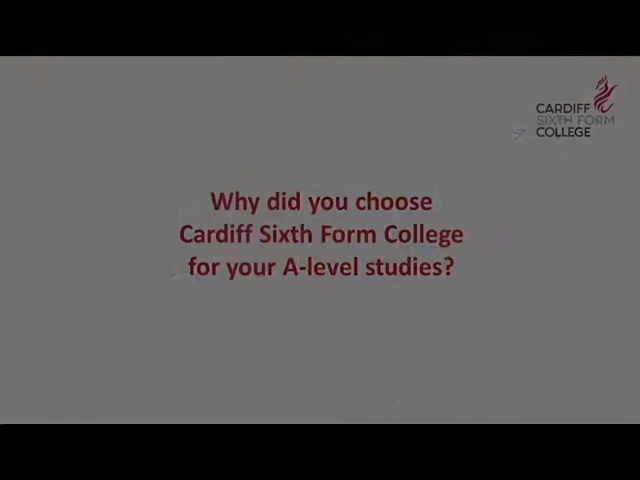 CARDIFF
SIXTH FORM
COLLEGE
Why did you choose
Cardiff Sixth Form College
for your A-level studies?